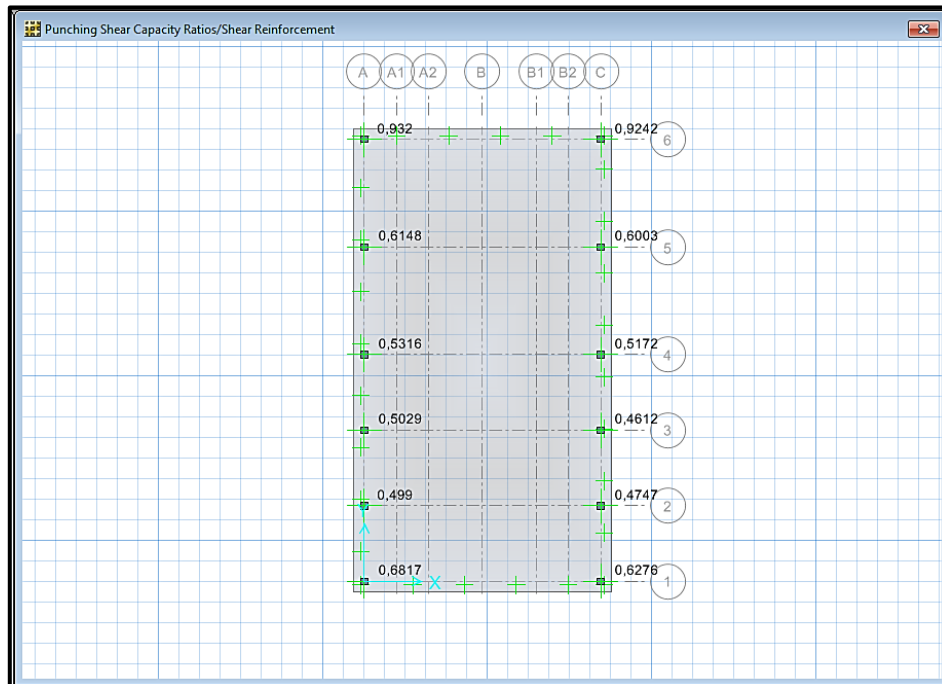 Punching Shear Capacity Ratios/Shear Reinforcement
A A1 A2 B B1 B2 C
0,932 0,9242 6
0,6148 0,6003 5
0,5316 0,5172 4
0,5029 0,4612 3
0,499 0,4747 2
0,6817 0,6276 1
X